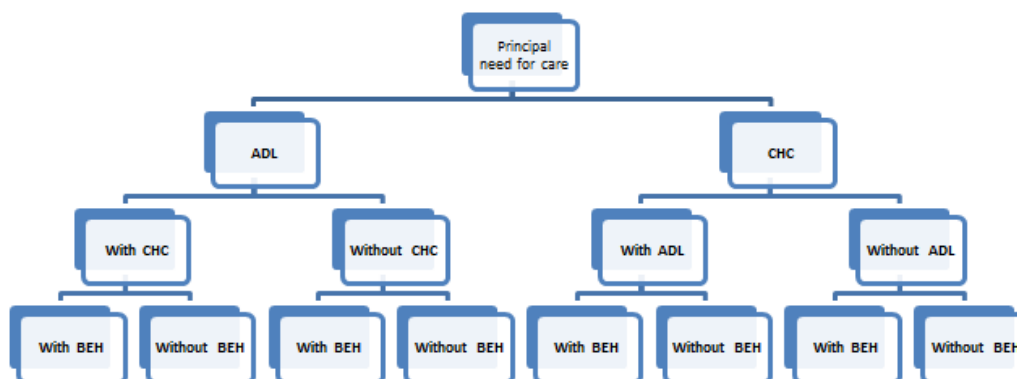 Principal
need for care
ADL
CHC
With CHC
Without CHC
With ADL
Without ADL
With BEH
Without BEH
With BEH
Without BEH
With BEH
Without BEH
With BEH
Without BEH